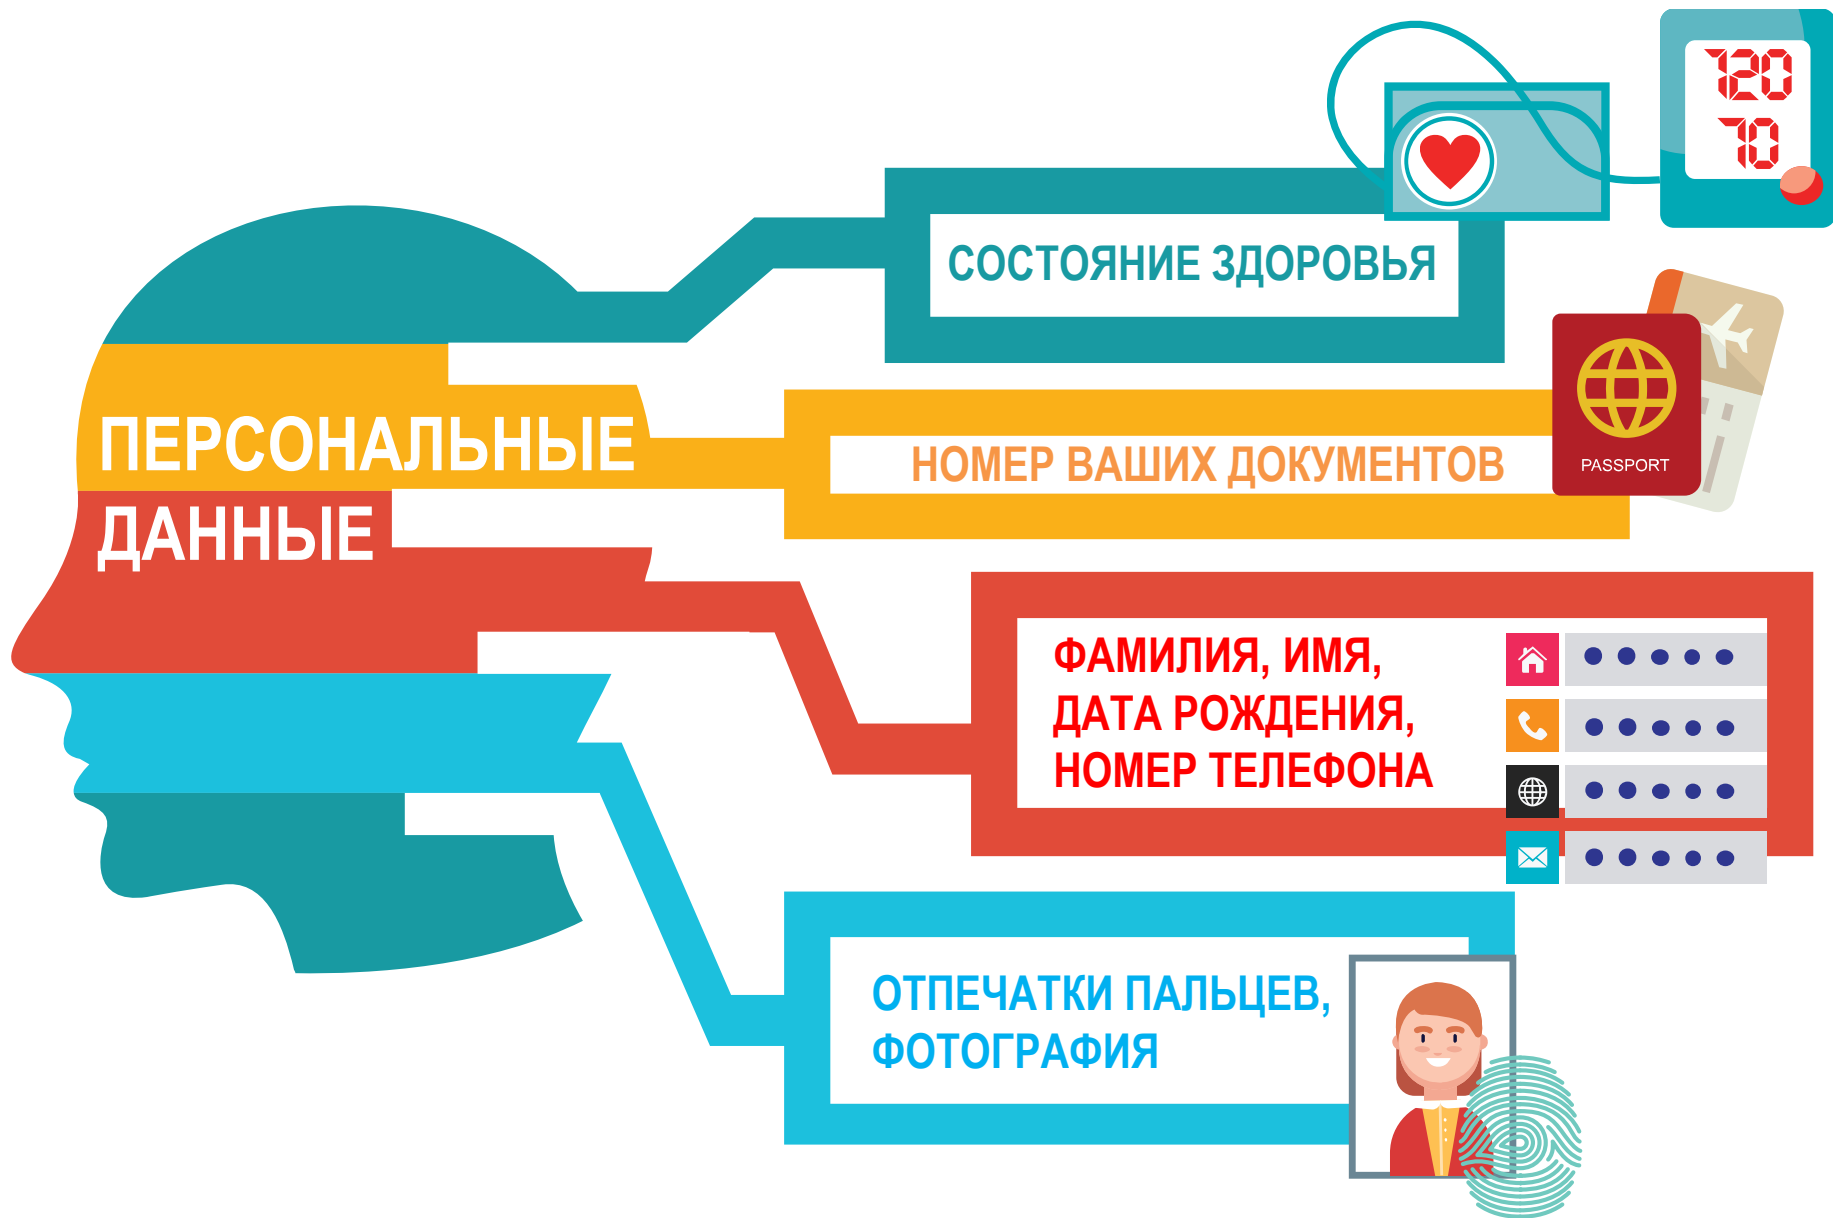 120
70
СОСТОЯНИЕ ЗДОРОВЬЯ
ПЕРСОНАЛЬНЫЕ
ДАННЫЕ
НОМЕР ВАШИХ ДОКУМЕНТОВ
PASSPORT
ФАМИЛИЯ, ИМЯ,
ДАТА РОЖДЕНИЯ,
НОМЕР ТЕЛЕФОНА
ОТПЕЧАТКИ ПАЛЬЦЕВ,
ФОТОГРАФИЯ